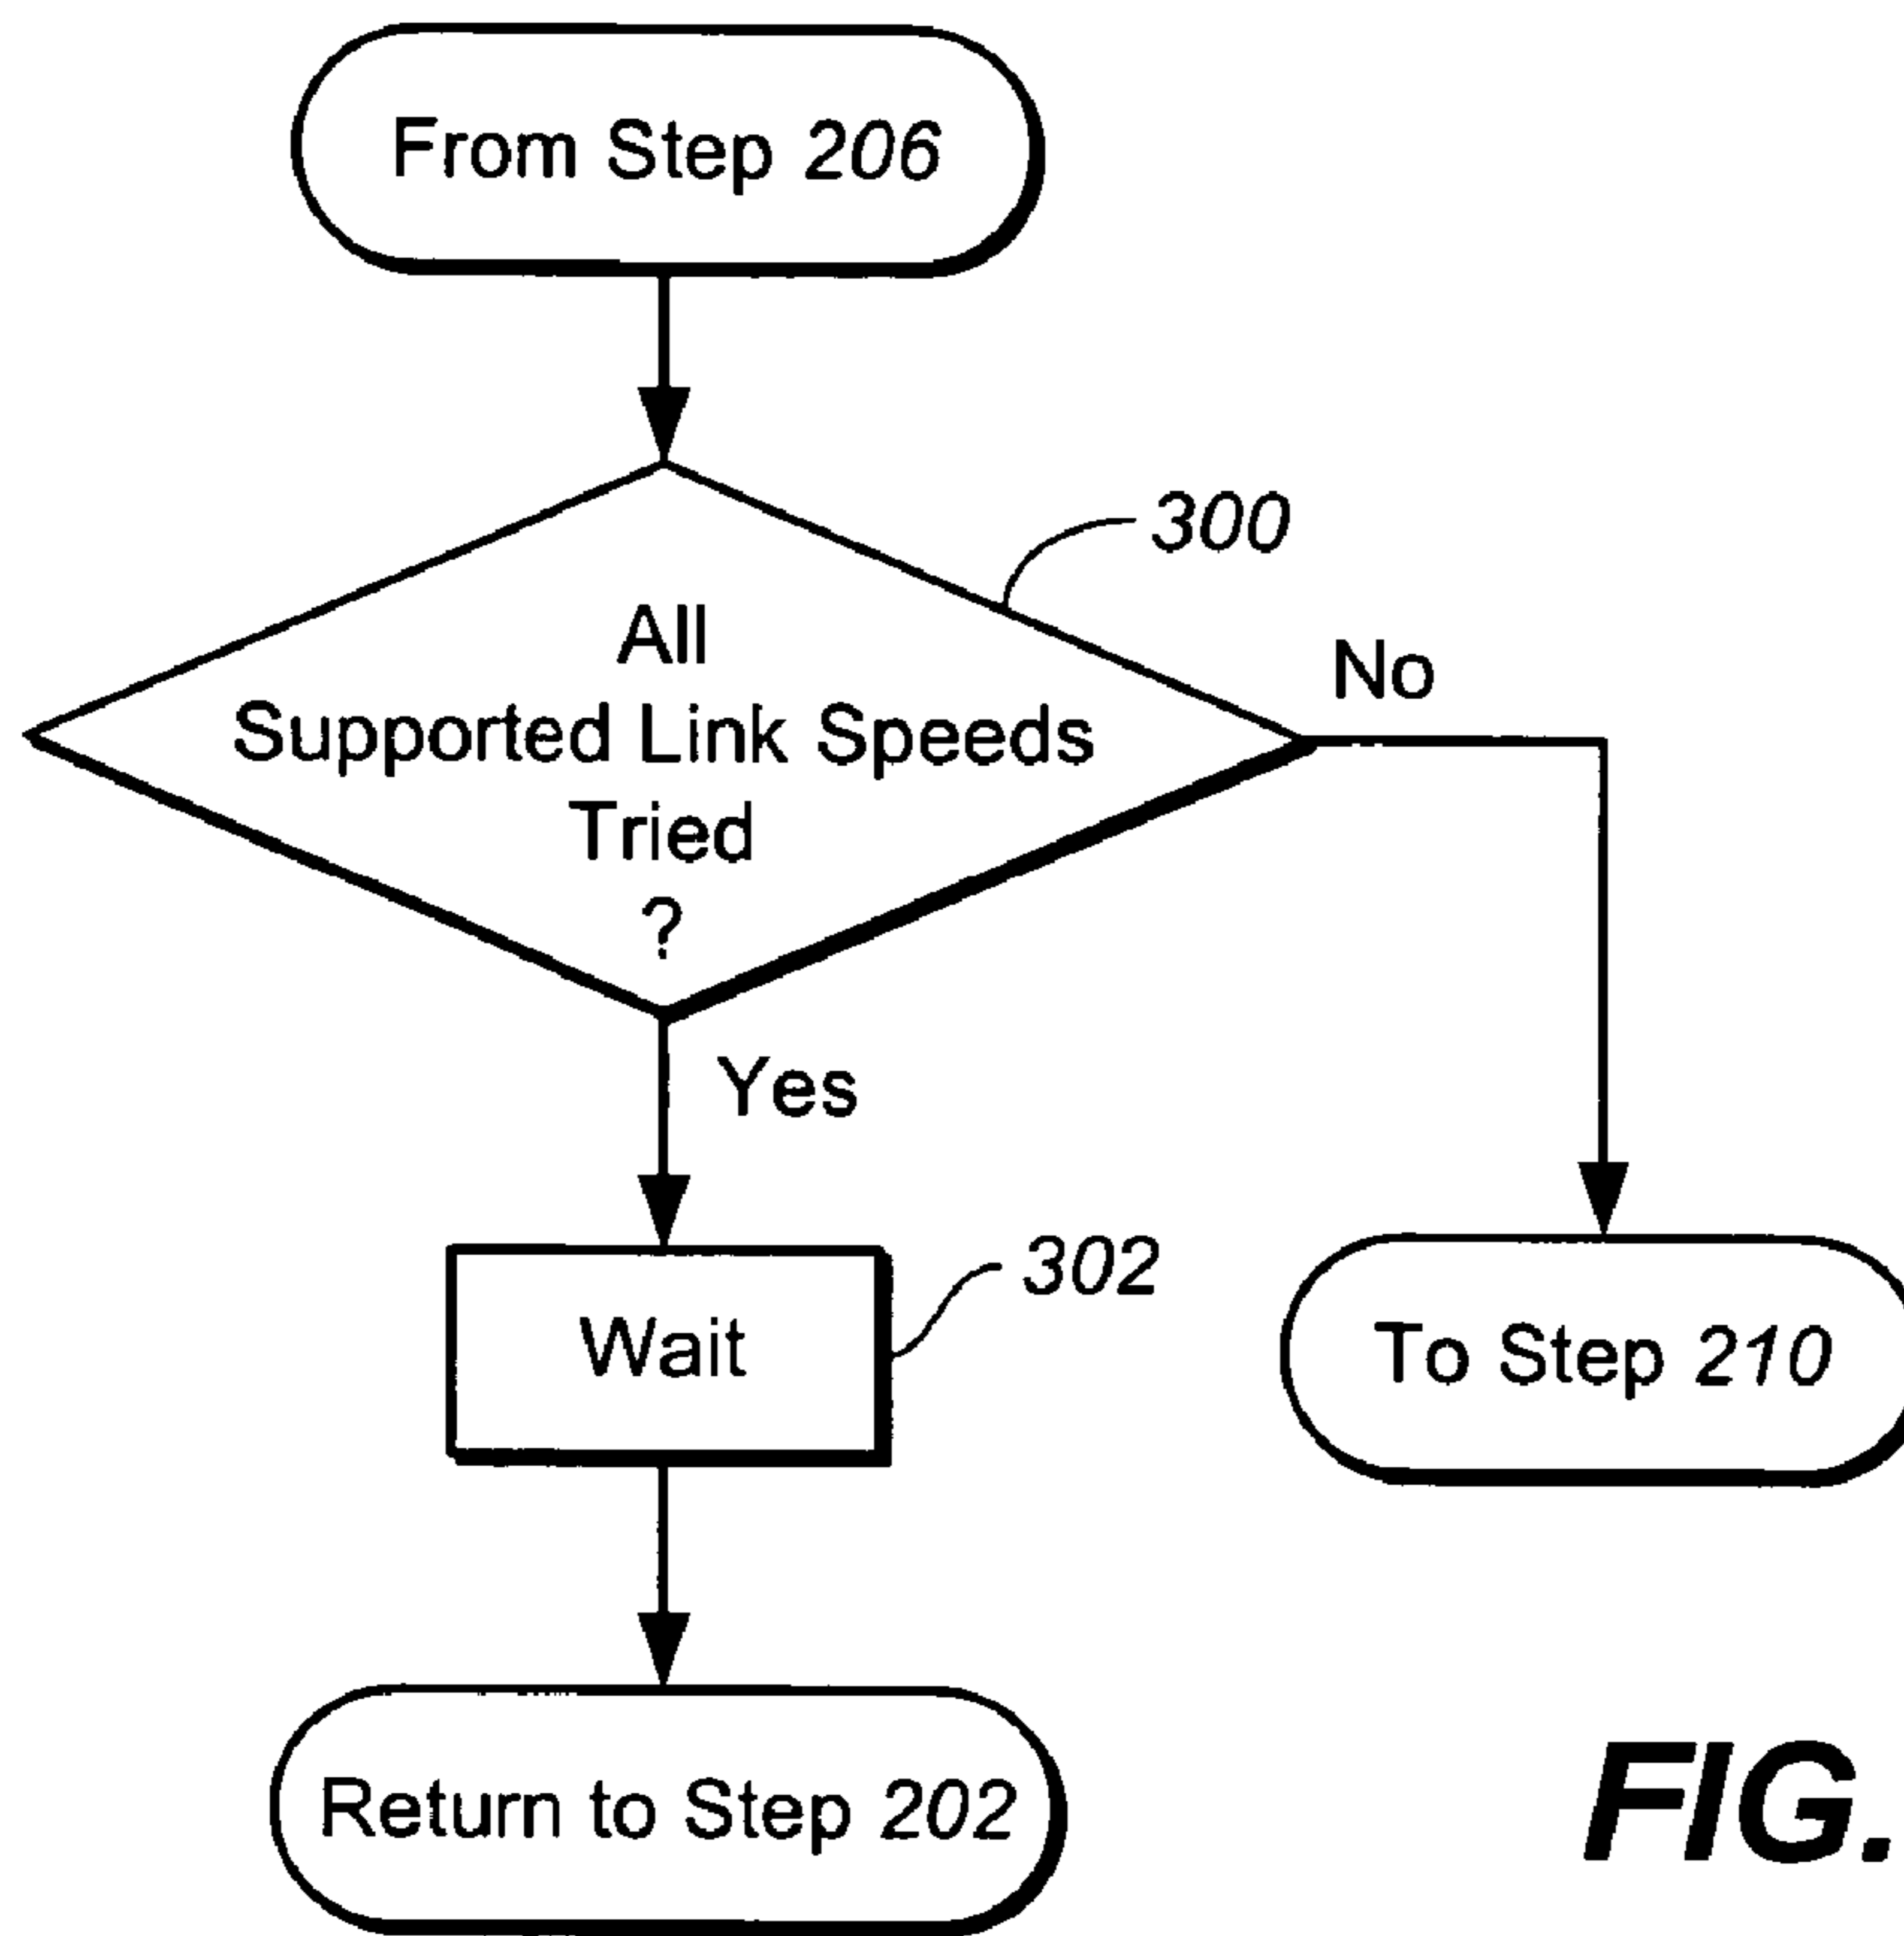 From Step 206
300
All
Supported Link Speeds
Tried
?
No
Yes
302
Wait
To Step 210
Return to Step 202
FIG.